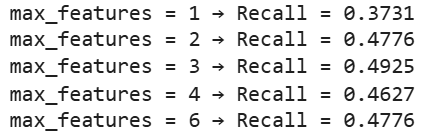 max_features = 1 → Recall = 0.3731
max_features = 2 → Recall = 0.4776
max_features = 3 → Recall = 0.4925
max_features = 4 → Recall = 0.4627
max_features = 6 → Recall = 0.4776